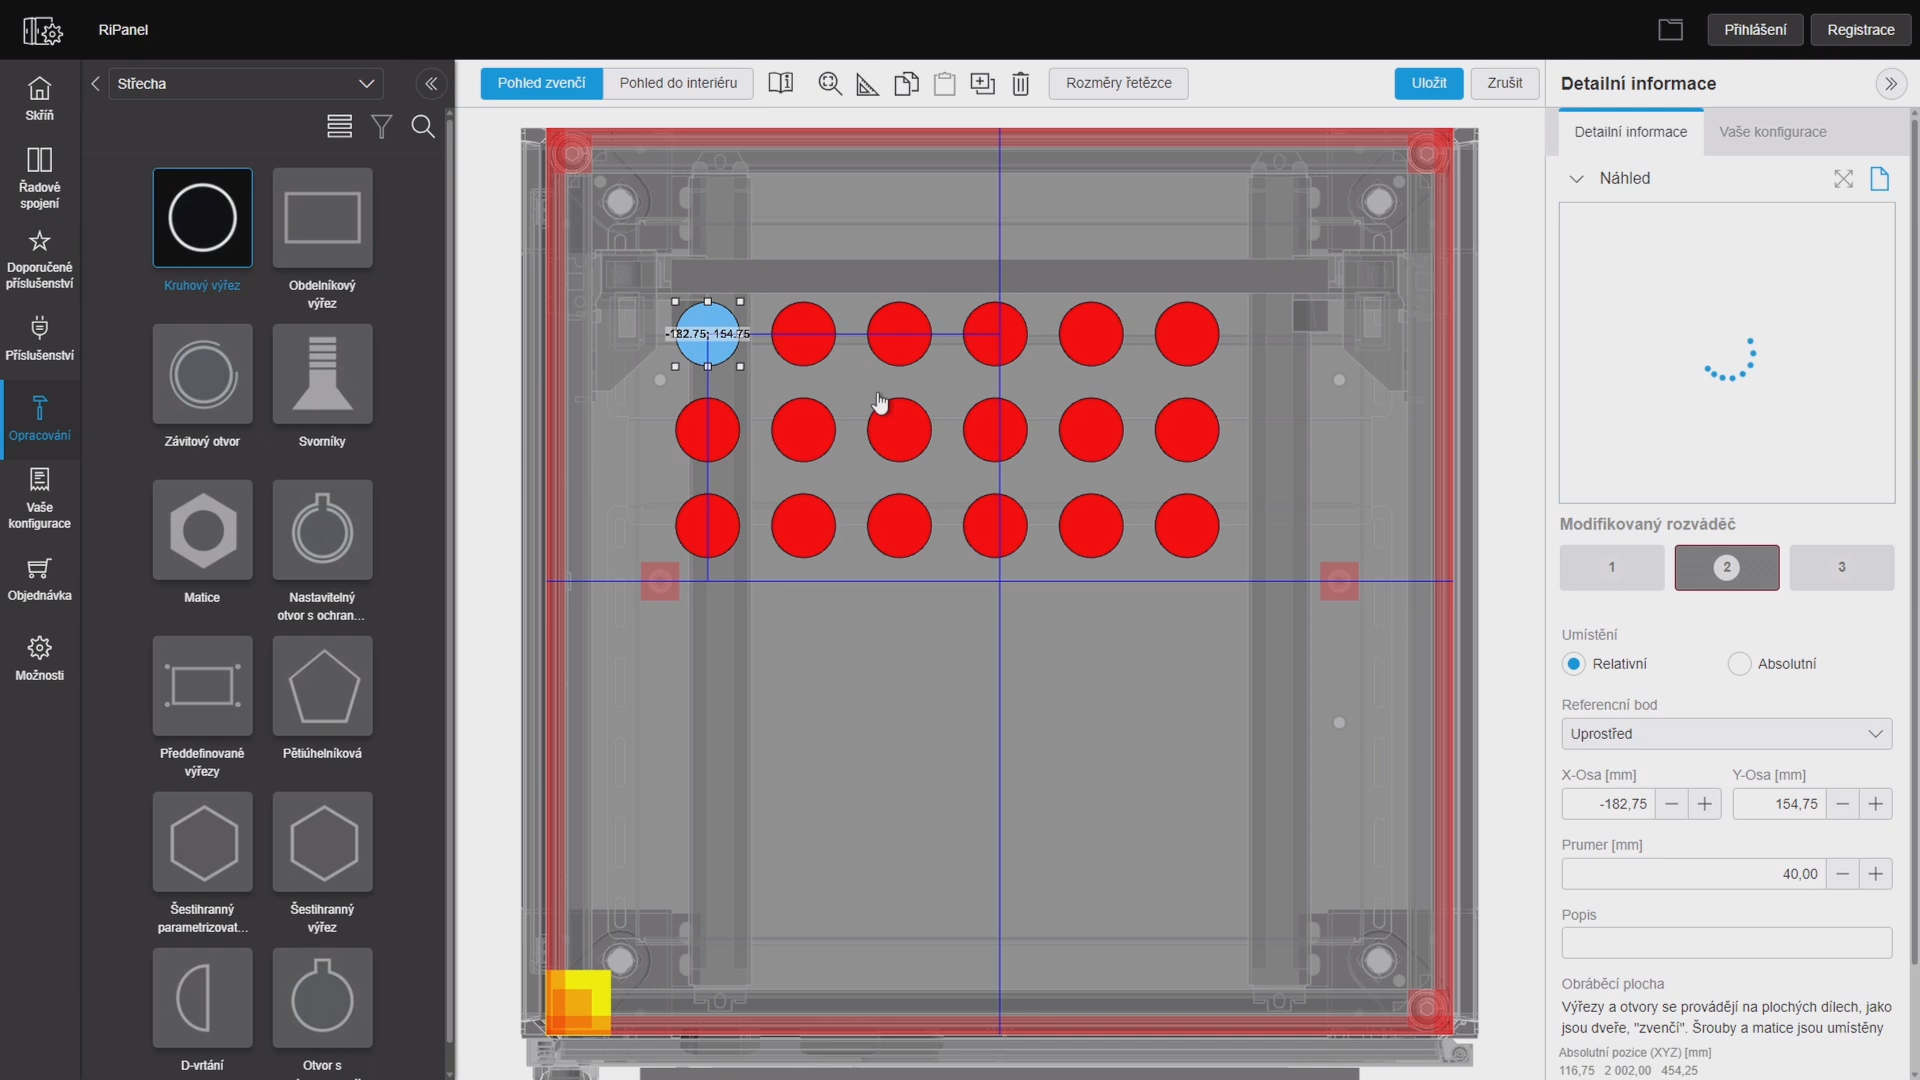 RiPanel
Přihlášení
Registrace
Skříň
Řadové
spojení
Doporučené
příslušenství
Příslušenství
Opracování
Vaše
konfigurace
Objednávka
Možnosti
Střecha
Kruhový výřez
Obdelníkový
výřez
Závitový otvor
Svorníky
Matice
Nastavitelný
otvor s ochran...
Předdefinované
výřezy
Pětiúhelníková
Šestihranný
parametrizovat...
Šestihranný
výřez
D-vrtání
Otvor s
Pohled zvenčí
Pohled do interiéru
Rozměry řetězce
Uložit
Zrušit
-182.75; 154.75
Detailní informace
Detailní informace
Vaše konfigurace
Náhled
Modifikovaný rozváděč
1
2
3
Umístění
Relativní
Absolutní
Referencní bod
Uprostřed
X-Osa [mm]
Y-Osa [mm]
-182,75
154,75
Prumer [mm]
40,00
Popis
Obráběcí plocha
Výřezy a otvory se provádějí na plochých dílech, jako
jsou dveře, "zvenčí". Šrouby a matice jsou umístěny
Absolutní pozice (XYZ) [mm]
116,75 2 002,00 454,25